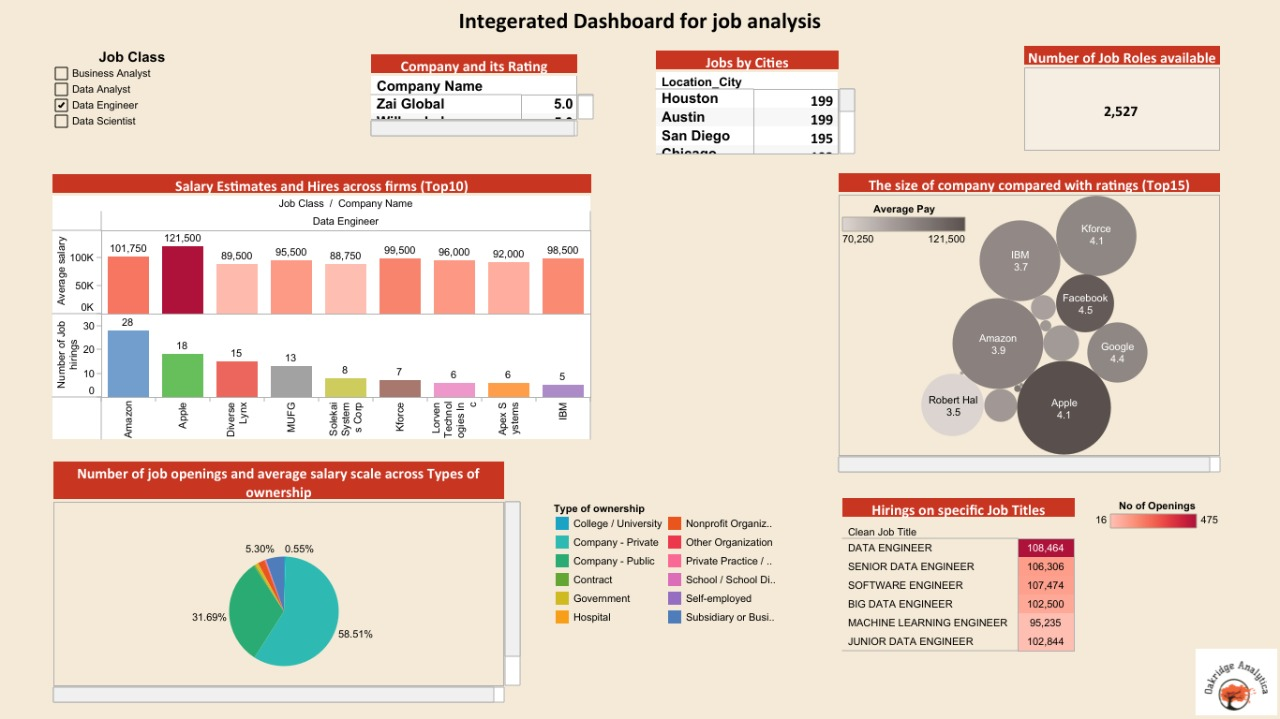 Integerated Dashboard for job analysis
Job Class
Business Analyst
Data Analyst
Data Engineer
Data Scientist
Company and its Rating
Company Name
Zai Global 5.0
Jobs by Cities
Location_City
Houston 199
Austin 199
San Diego 195
Chicago
Number of Job Roles available
2,527
Salary Estimates and Hires across firms (Top10)
Job Class / Company Name
Data Engineer
Average salary
100K
50K
0K
101,750
121,500
89,500
95,500
88,750
99,500
96,000
92,000
98,500
Number of Job
hirings
30
20
10
0
28
18
15
13
8
7
6
6
5
Amazon
Apple
Diverse
Lynx
MUFG
Solekai
System
s Corp
Kforce
Lorven
Technol
ogies In
c
Apex S
ystems
IBM
The size of company compared with ratings (Top15)
Average Pay
70,250 121,500
Kforce
4.1
IBM
3.7
Facebook
4.5
Amazon
3.9
Google
4.4
Robert Hal
3.5
Apple
4.1
Number of job openings and average salary scale across Types of
ownership
5.30% 0.55%
31.69%
58.51%
Type of ownership
College / University
Company - Private
Company - Public
Contract
Government
Hospital
Nonprofit Organiz..
Other Organization
Private Practice / ..
School / School Di..
Self-employed
Subsidiary or Busi..
Hirings on specific Job Titles
Clean Job Title
DATA ENGINEER 108,464
SENIOR DATA ENGINEER 106,306
SOFTWARE ENGINEER 107,474
BIG DATA ENGINEER 102,500
MACHINE LEARNING ENGINEER 95,235
JUNIOR DATA ENGINEER 102,844
No of Openings
16 475
Oakridge Analytica